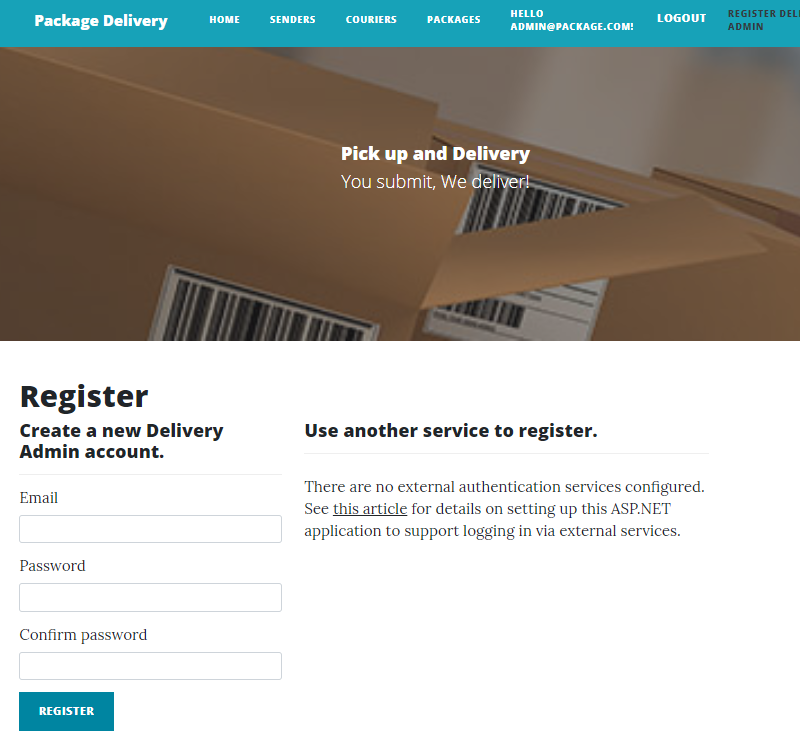 Package Delivery
HOME
SENDERS
COURIERS
PACKAGES
HELLO
ADMIN@PACKAGE.COM!
LOGOUT
REGISTER
ADMIN
Pick up and Delivery
You submit, We deliver!
Register
Create a new Delivery
Admin account.
Email
Password
Confirm password
REGISTER
Use another service to register.
There are no external authentication services configured.
See this article for details on setting up this ASP.NET
application to support logging in via external services.